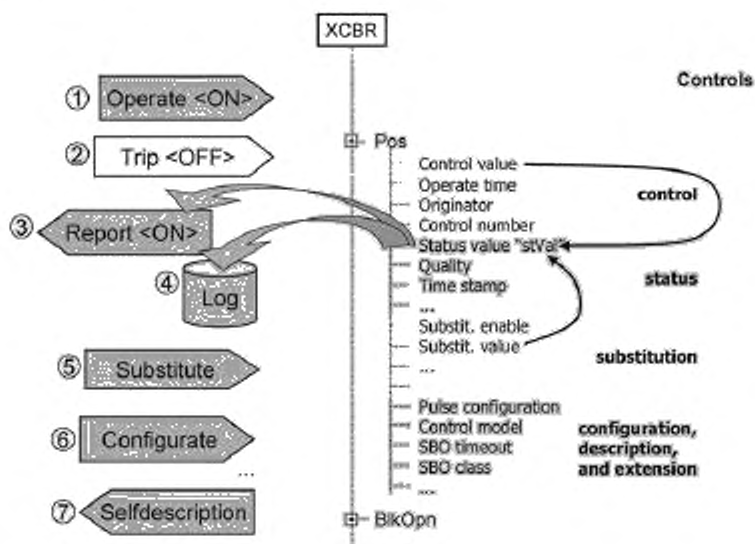 XCBR
Controls
① Operate <ON>
② Trip <OFF>
③ Report <ON>
④ Log
⑤ Substitute
⑥ Configurate
...
⑦ Selfdescription
Pos
Control value
Operate time
Originator
Control number
control
Status value "stVal"
Quality
Time stamp
...
status
Substit. enable
Substit. value
...
substitution
Pulse configuration
Control model
SBO timeout
SBO class
....
configuration,
description,
and extension
BlkOpn